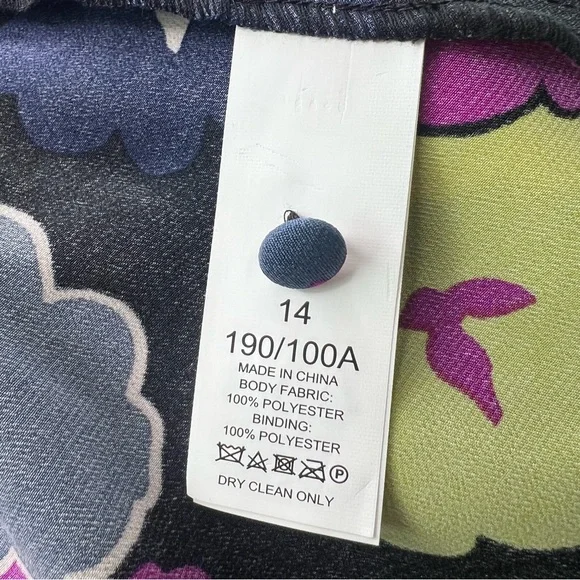 14
190/100A
MADE IN CHINA
BODY FABRIC:
100% POLYESTER
BINDING:
100% POLYESTER
P
DRY CLEAN ONLY